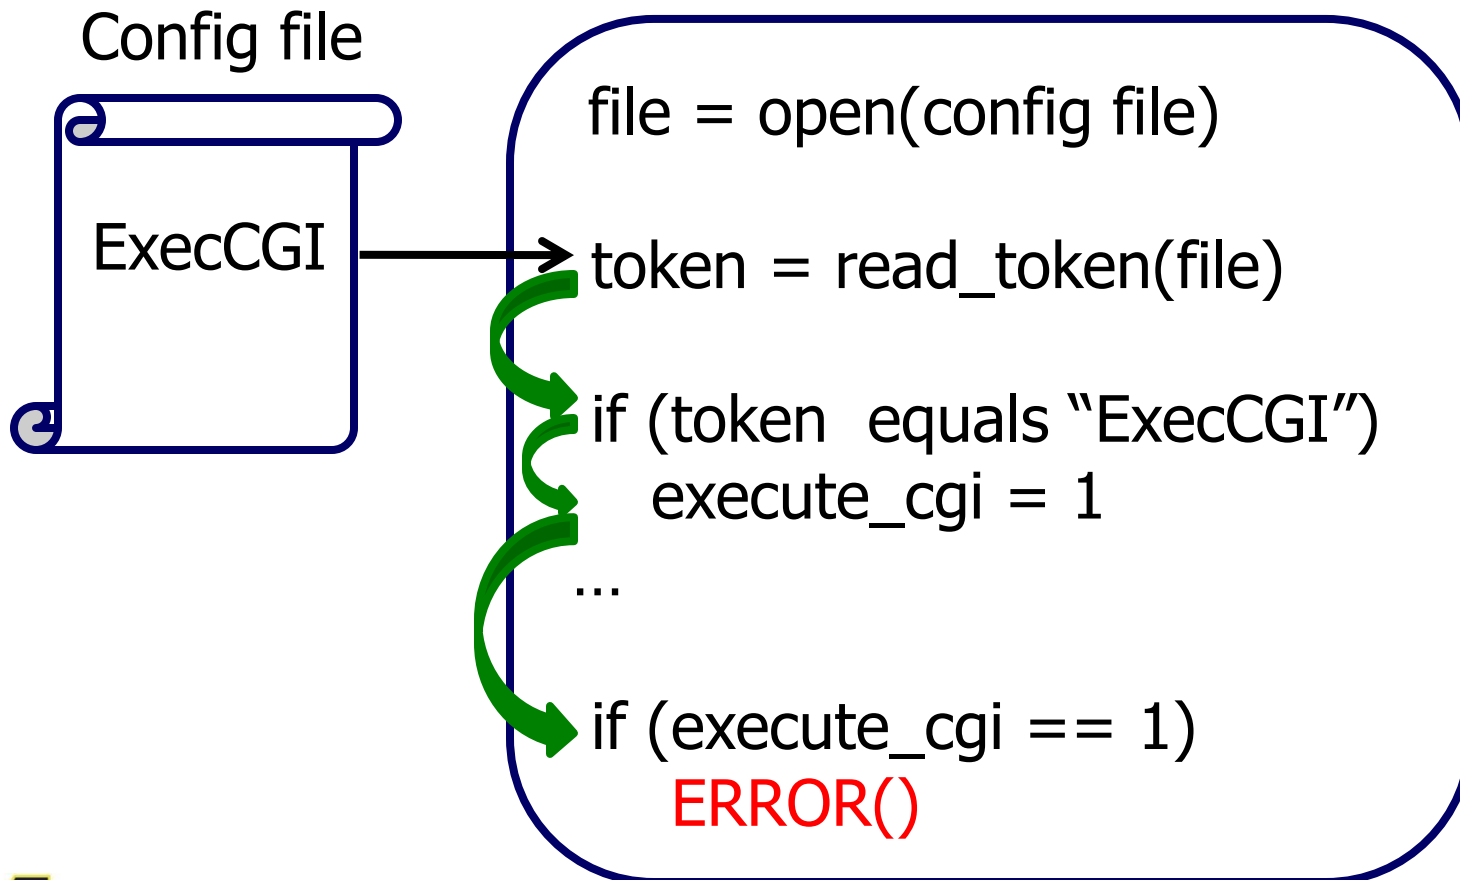 Config file
ExecCGI
file = open(config file)
token = read_token(file)
if (token  equals “ExecCGI”)
execute_cgi = 1
…
if (execute_cgi == 1)
ERROR()